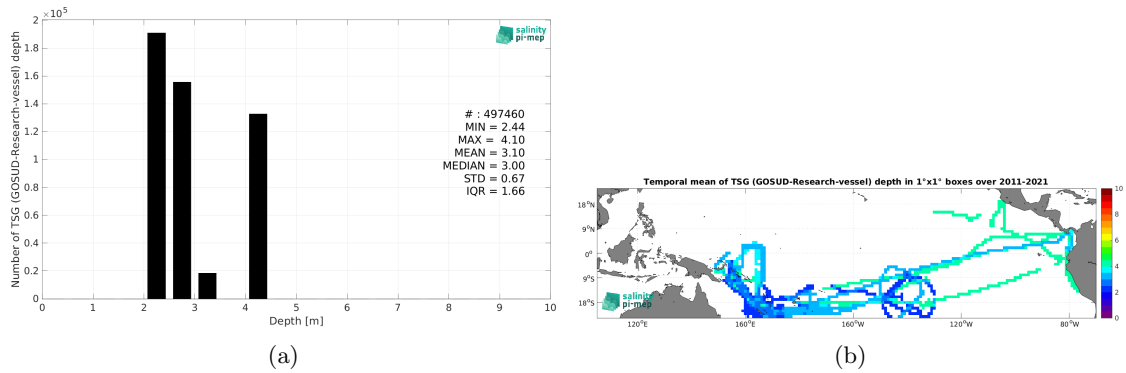 ×10⁵
2
1.8
1.6
1.4
1.2
1
0.8
0.6
0.4
0.2
0
Number of TSG (GOSUD-Research-vessel) depth
salinity
pi-mep
# : 497460
MIN = 2.44
MAX = 4.10
MEAN = 3.10
MEDIAN = 3.00
STD = 0.67
IQR = 1.66
0 1 2 3 4 5 6 7 8 9 10
Depth [m]
(a)
Temporal mean of TSG (GOSUD-Research-vessel) depth in 1°x1° boxes over 2011-2021
18°N
9°N
0°
9°S
18°S
salinity
pi-mep
120°E 160°E 160°W 120°W 80°W
10
8
6
4
2
0
(b)